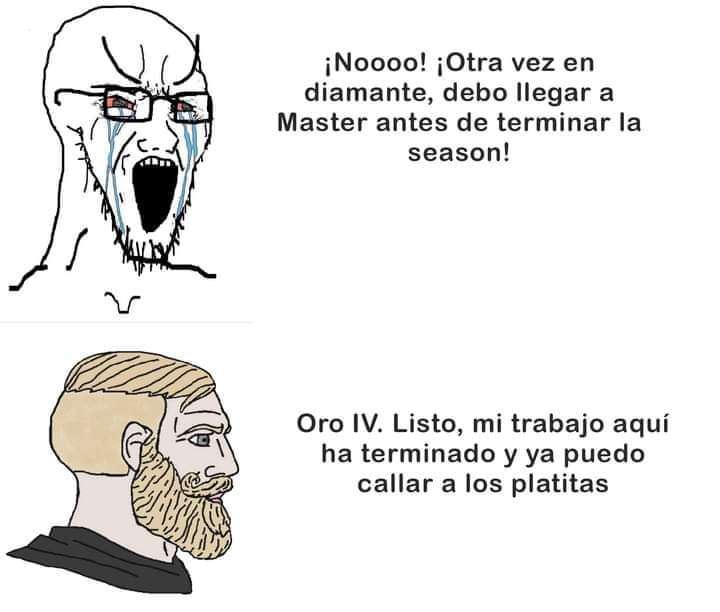 ¡Noooo! ¡Otra vez en
diamante, debo llegar a
Master antes de terminar la
season!
Oro IV. Listo, mi trabajo aquí
ha terminado y ya puedo
callar a los platitas